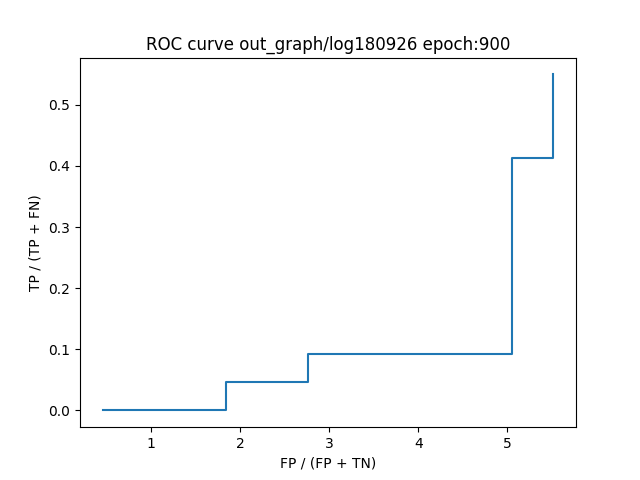 ROC curve out_graph/log180926 epoch:900
TP / (TP + FN)
0.5
0.4
0.3
0.2
0.1
0.0
1 2 3 4 5
FP / (FP + TN)